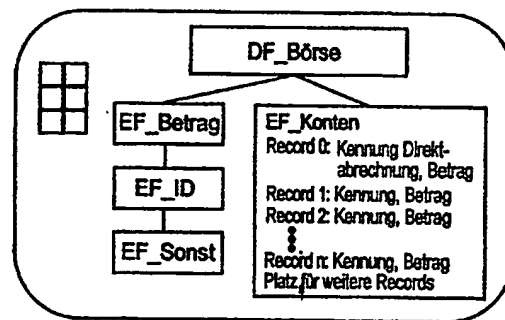 DF_Börse
EF_Betrag
EF_ID
EF_Sonst
EF_Konten
Record 0: Kennung Direkt-
abrechnung, Betrag
Record 1: Kennung, Betrag
Record 2: Kennung, Betrag
Record n: Kennung, Betrag
Platz für weitere Records